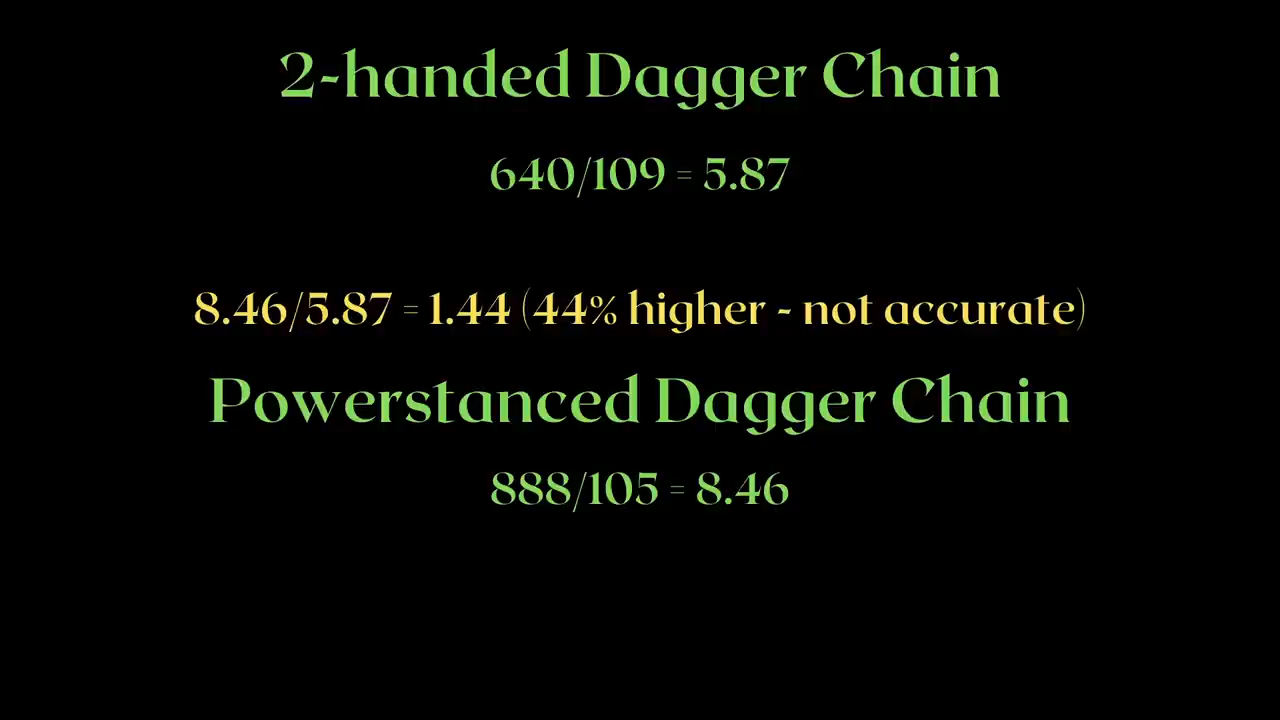 2-handed Dagger Chain
640/109 = 5.87
8.46/5.87 = 1.44 (44% higher - not accurate)
Powerstanced Dagger Chain
888/105 = 8.46